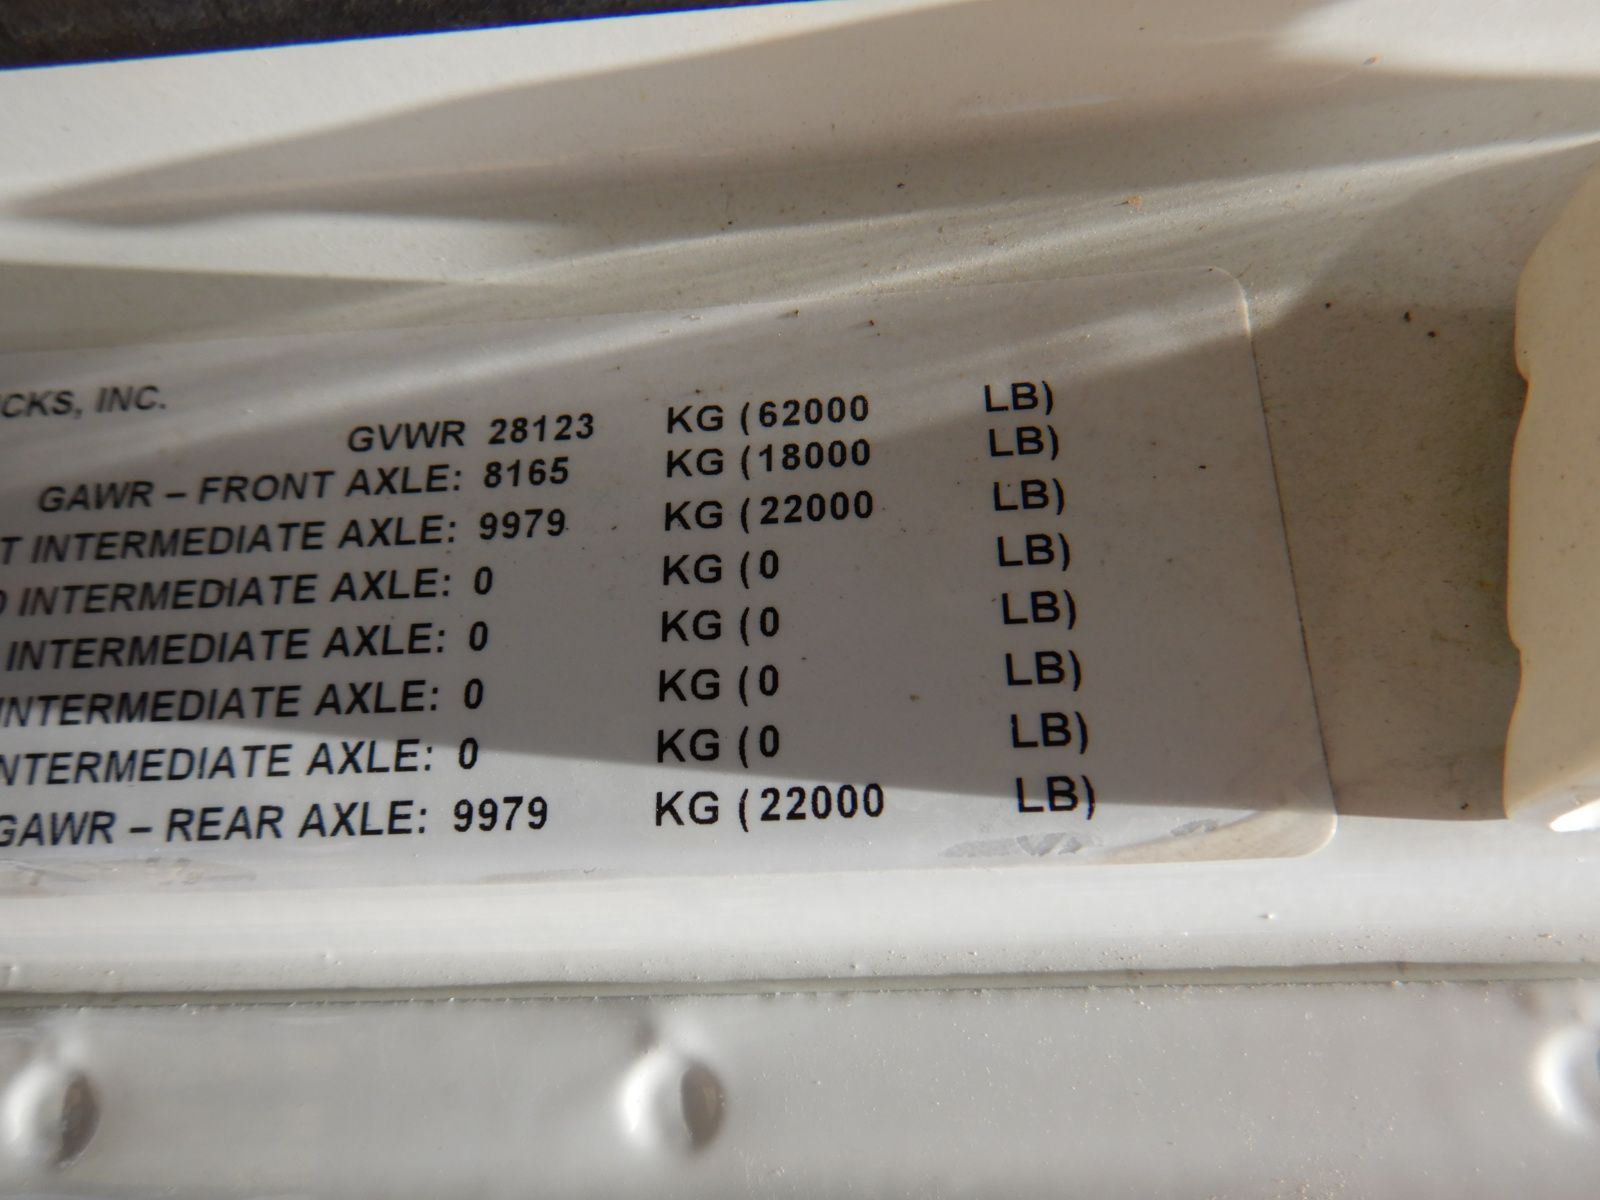 INC.
GVWR 28123 KG (62000 LB)
GAWR – FRONT AXLE: 8165 KG (18000 LB)
INTERMEDIATE AXLE: 9979 KG (22000 LB)
INTERMEDIATE AXLE: 0 KG (0 LB)
INTERMEDIATE AXLE: 0 KG (0 LB)
INTERMEDIATE AXLE: 0 KG (0 LB)
INTERMEDIATE AXLE: 0 KG (0 LB)
GAWR – REAR AXLE: 9979 KG (22000 LB)